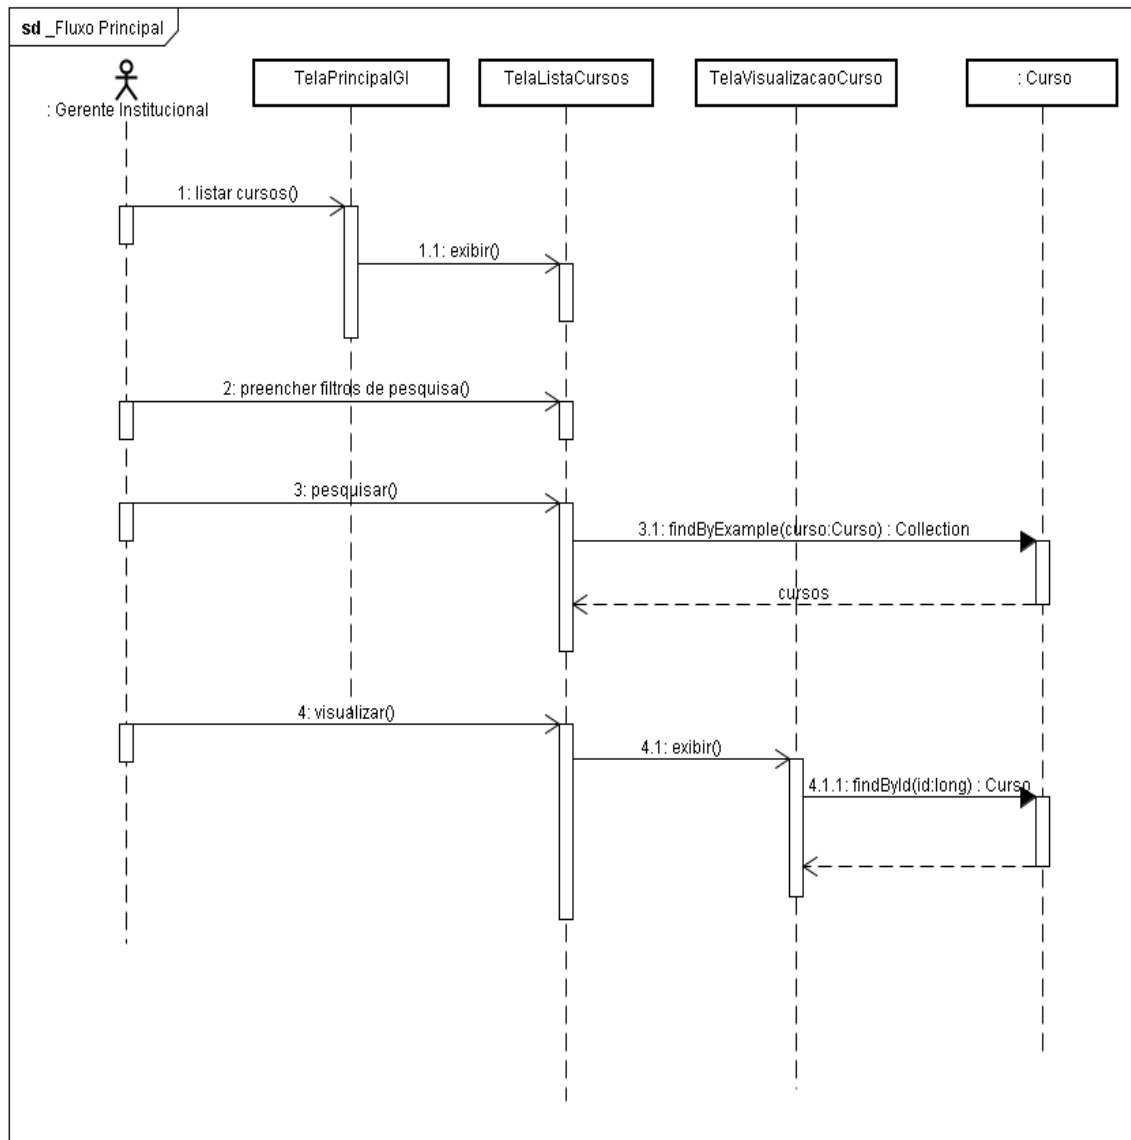 sd _Fluxo Principal
: Gerente Institucional
TelaPrincipalGI
TelaListaCursos
TelaVisualizacaoCurso
: Curso
1: listar cursos()
1.1: exibir()
2: preencher filtros de pesquisa()
3: pesquisar()
3.1: findByExample(curso:Curso) : Collection
cursos
4: visualizar()
4.1: exibir()
4.1.1: findById(id:long) : Curso